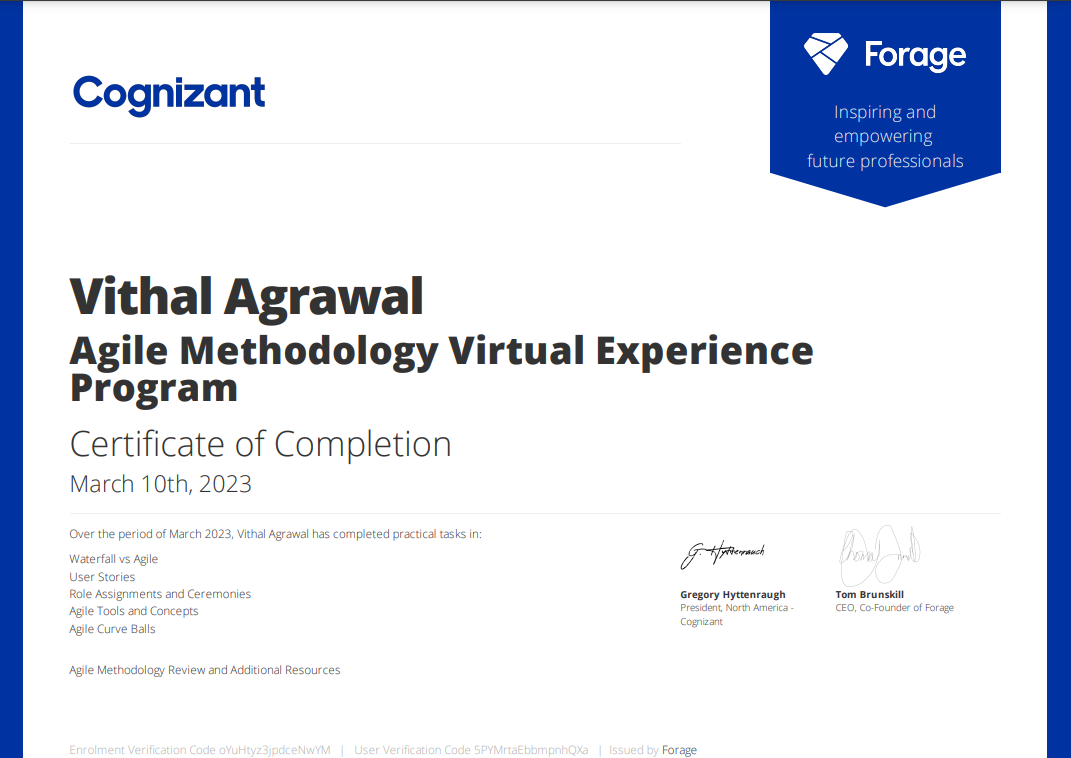 Cognizant
Forage
Inspiring and
empowering
future professionals
Vithal Agrawal
Agile Methodology Virtual Experience
Program
Certificate of Completion
March 10th, 2023
Over the period of March 2023, Vithal Agrawal has completed practical tasks in:
Waterfall vs Agile
User Stories
Role Assignments and Ceremonies
Agile Tools and Concepts
Agile Curve Balls
Agile Methodology Review and Additional Resources
G. Hyttenrauch
Gregory Hyttenraugh
President, North America -
Cognizant
Tom Brunskill
CEO, Co-Founder of Forage
Enrolment Verification Code oYuHtyz3jpdceNwYM | User Verification Code 5PYMrtaEbbmpnhQXa | Issued by Forage